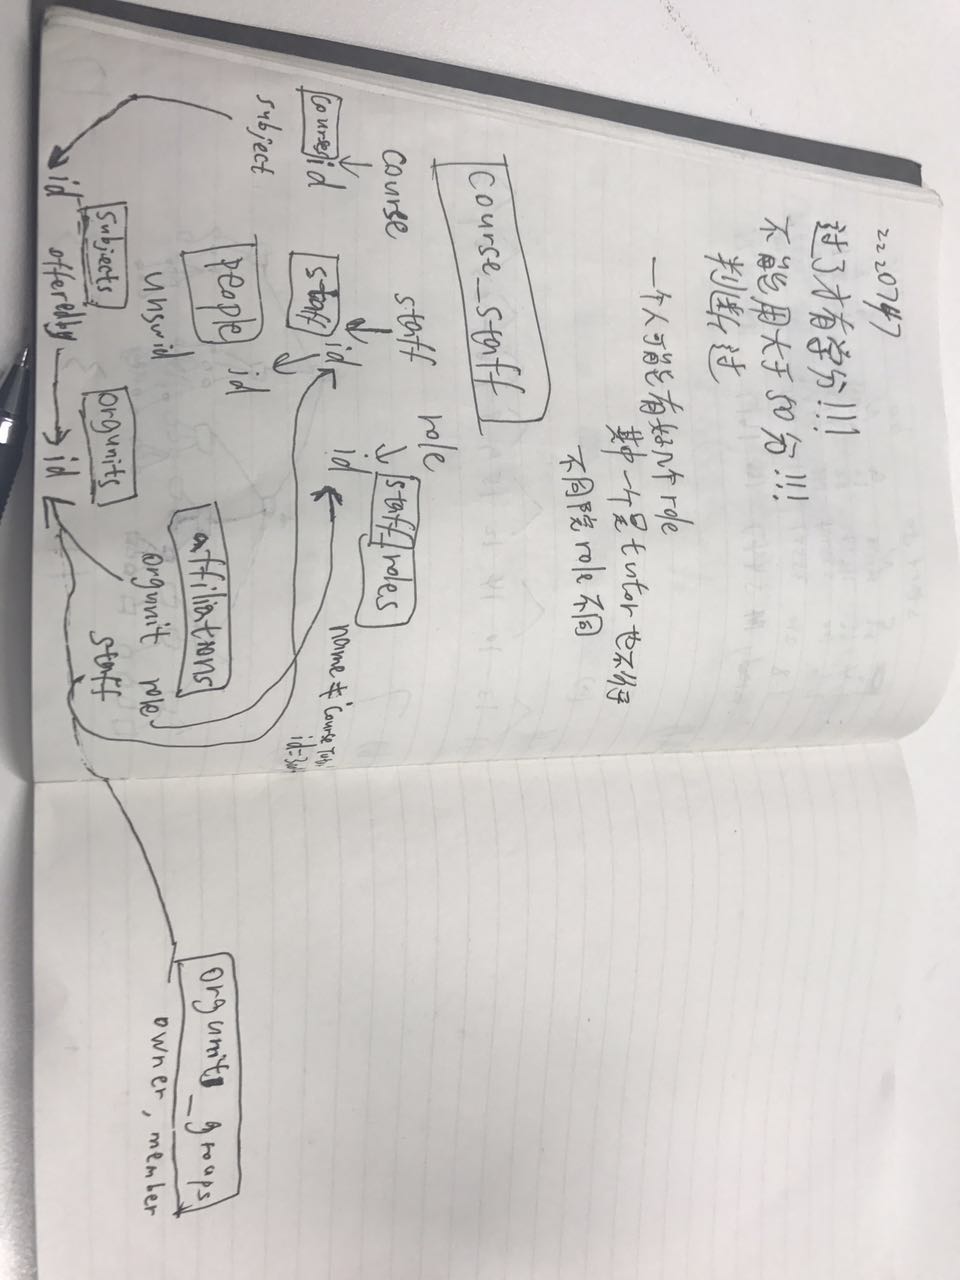 2220747
过了才有学分!!!
不能用大于50分!!!
判断过
一个人可能有好几个role
其中一个是tutor也不行
不同院role不同
course_staff
course staff role
staff_roles
id
name ≠ 'Course Tut
id=30
courses id
staff id
subject
people id
unswid
affiliations
orgunit role
staff
orgunit_groups
owner, member
subjects
orgunits
id offeredby id